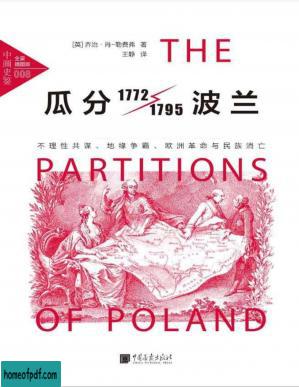 [英] 乔治·肖-勒费弗 著
王静 译
THE
中画史鉴
全景插图版
008
瓜分 1772 1795 波兰
不理性共谋、地缘争霸、欧洲革命与民族消亡
PARTITIONS
OF POLAND
中国画报出版社
homeofpdf.com